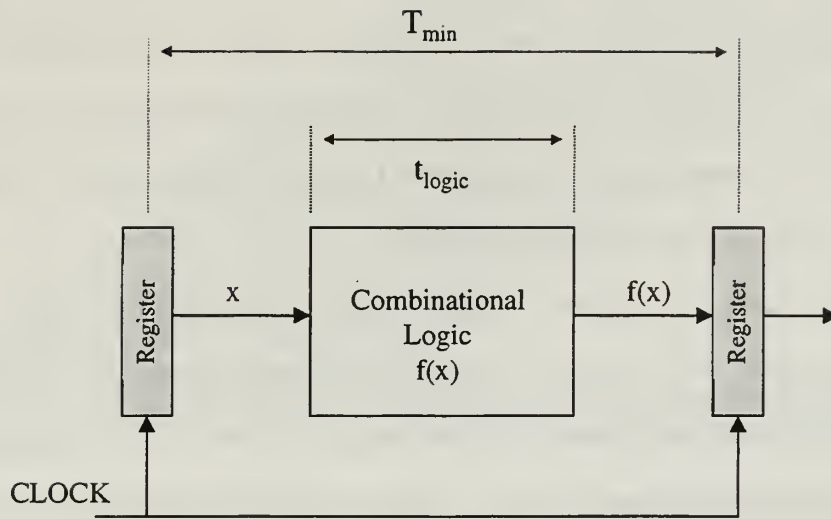 T_min
t_logic
Register
x
Combinational
Logic
f(x)
f(x)
Register
CLOCK